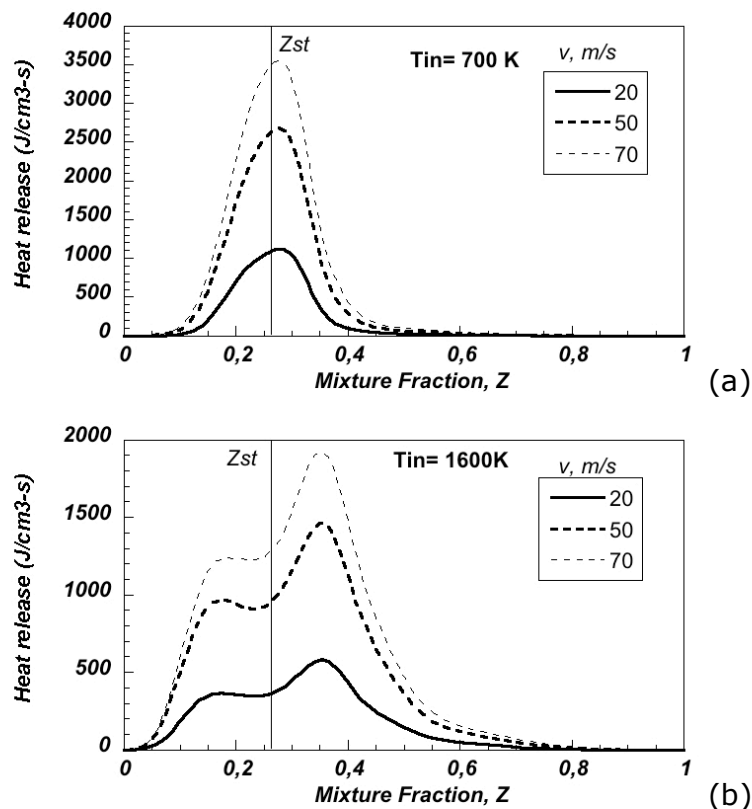 4000
3500
3000
2500
2000
1500
1000
500
0
Heat release (J/cm3-s)
Zst
Tin= 700 K
v, m/s
20
50
70
0
0,2
0,4
0,6
0,8
1
Mixture Fraction, Z
(a)
2000
1500
1000
500
0
Heat release (J/cm3-s)
Zst
Tin= 1600K
v, m/s
20
50
70
0
0,2
0,4
0,6
0,8
1
Mixture Fraction, Z
(b)